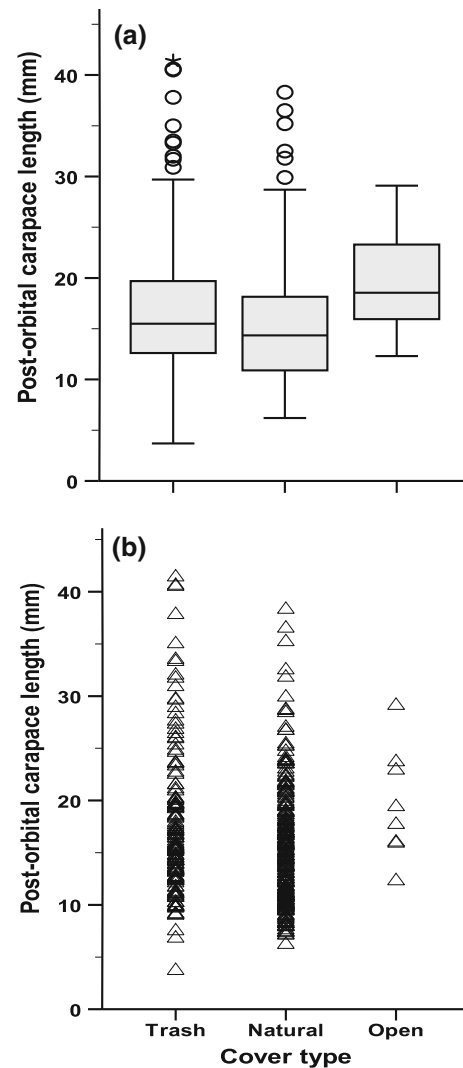 (a)
Post-orbital carapace length (mm)
40
30
20
10
0
(b)
Post-orbital carapace length (mm)
40
30
20
10
0
Trash Natural Open
Cover type